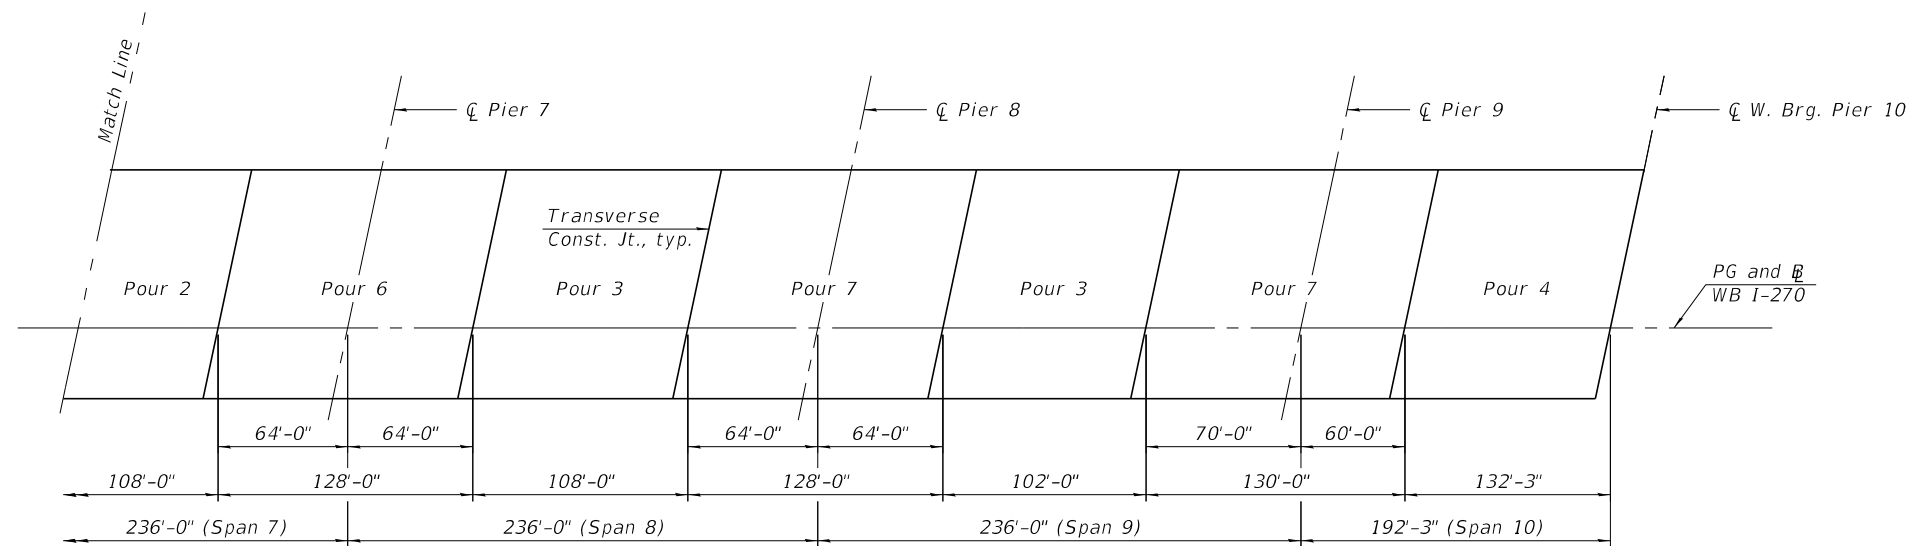 Match Line
℄ Pier 7
℄ Pier 8
℄ Pier 9
℄ W. Brg. Pier 10
Transverse
Const. Jt., typ.
Pour 2
Pour 6
Pour 3
Pour 7
Pour 3
Pour 7
Pour 4
PG and B̵L
WB I-270
64'-0"
64'-0"
64'-0"
64'-0"
70'-0"
60'-0"
108'-0"
128'-0"
108'-0"
128'-0"
102'-0"
130'-0"
132'-3"
236'-0" (Span 7)
236'-0" (Span 8)
236'-0" (Span 9)
192'-3" (Span 10)